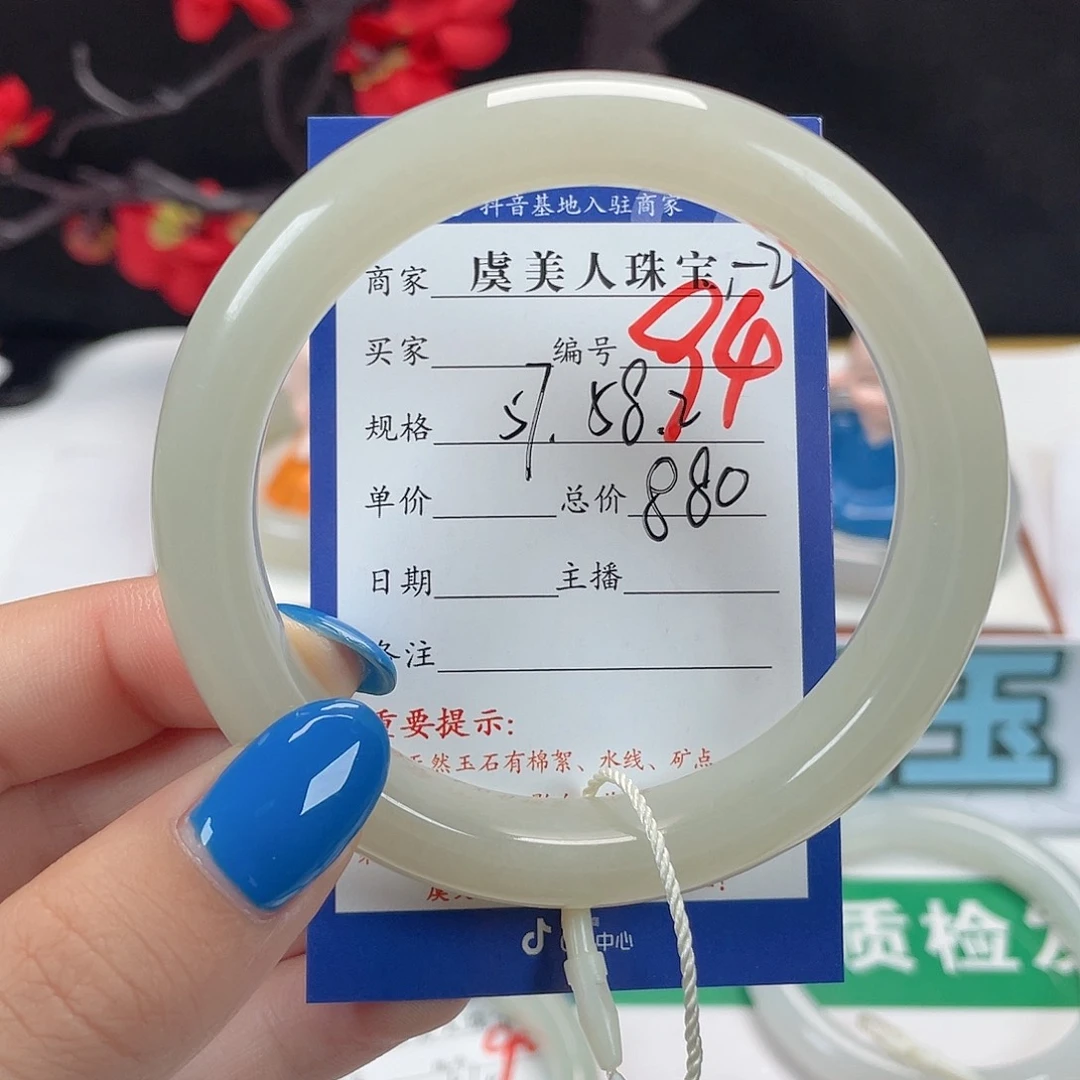 抖音基地入驻商家
商家 虞美人珠宝 -2
买家 编号 94
规格 57. 58.2
单价 总价 880
日期 主播
备注
重要提示:
天然玉石有棉絮、水线、矿点
中心
玉
质检